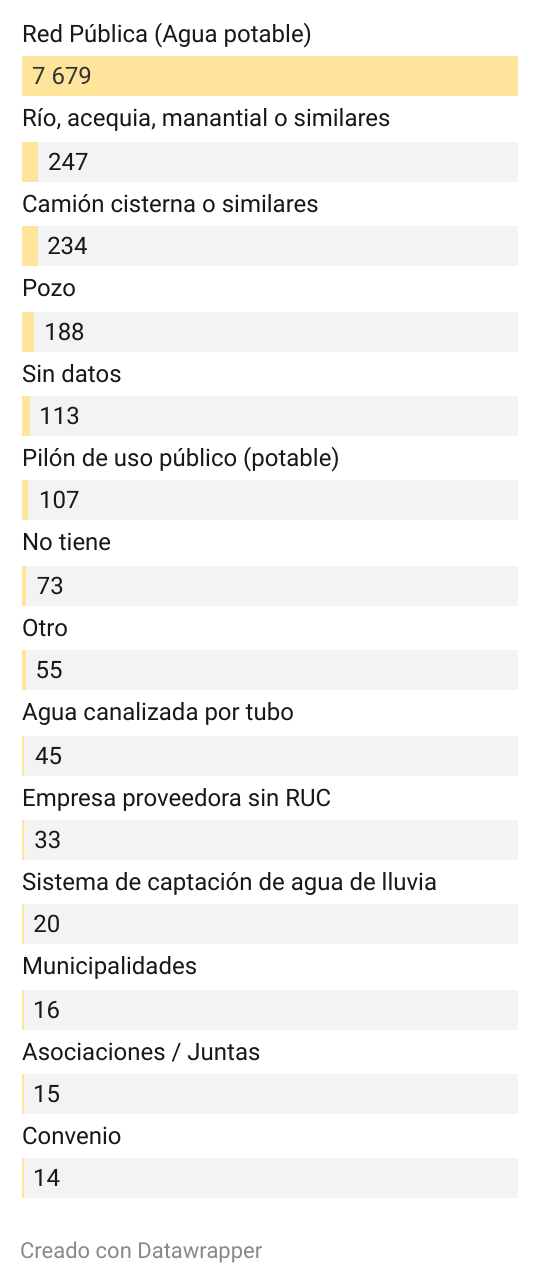 Red Pública (Agua potable)
7 679
Río, acequia, manantial o similares
247
Camión cisterna o similares
234
Pozo
188
Sin datos
113
Pilón de uso público (potable)
107
No tiene
73
Otro
55
Agua canalizada por tubo
45
Empresa proveedora sin RUC
33
Sistema de captación de agua de lluvia
20
Municipalidades
16
Asociaciones / Juntas
15
Convenio
14
Creado con Datawrapper